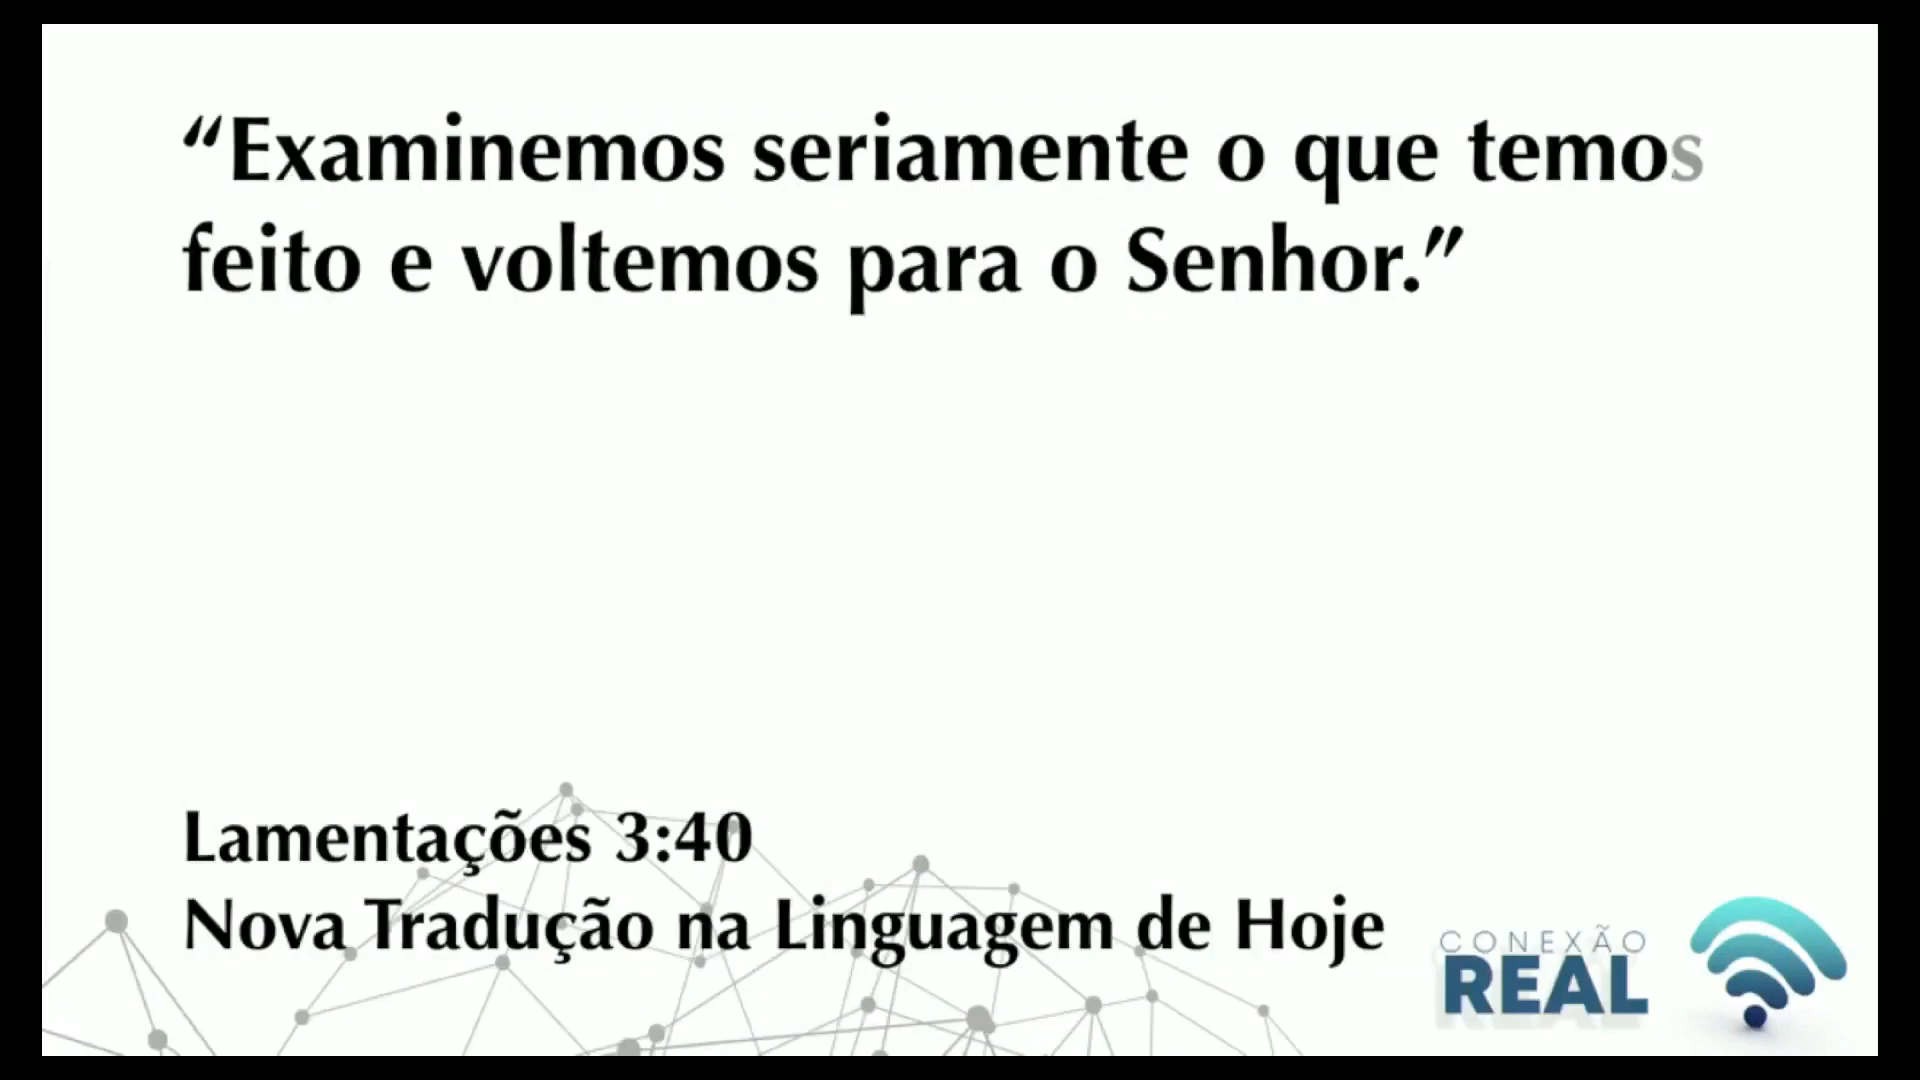 “Examinemos seriamente o que temos
feito e voltemos para o Senhor.”
Lamentações 3:40
Nova Tradução na Linguagem de Hoje
CONEXÃO
REAL